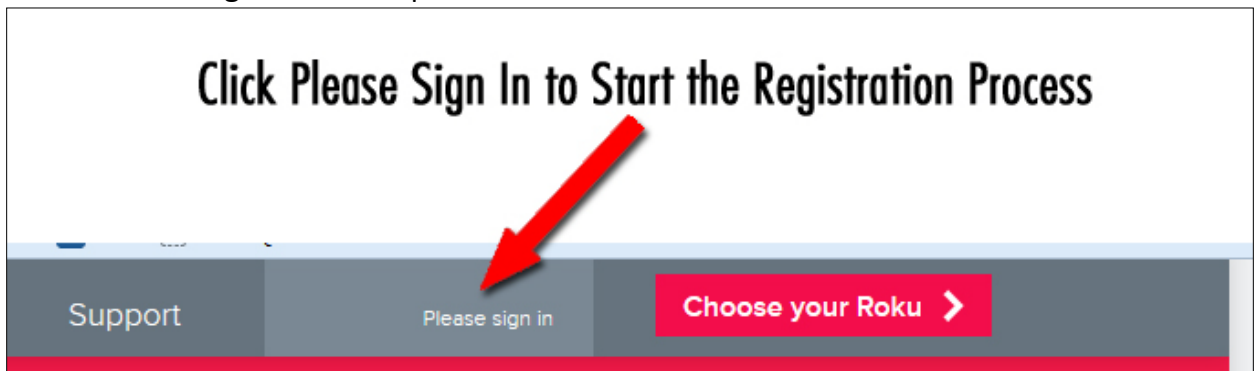 Click Please Sign In to Start the Registration Process
Support
Please sign in
Choose your Roku